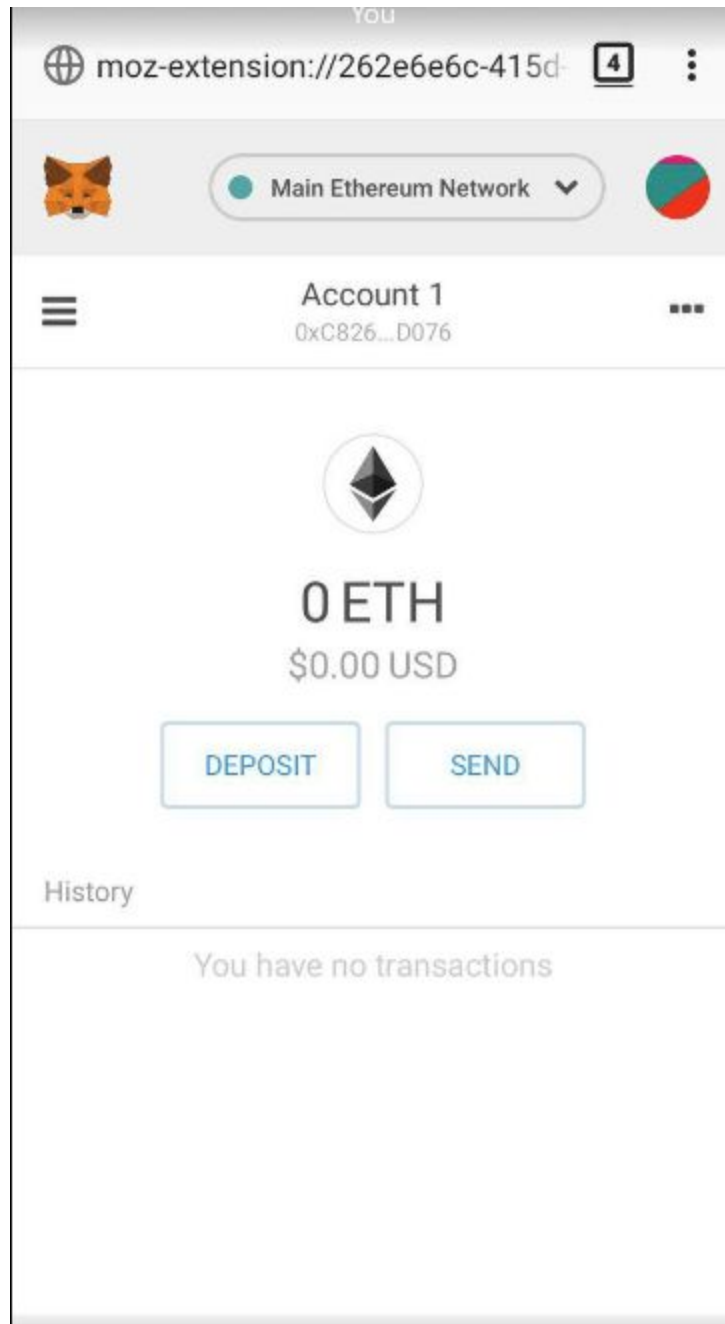 You
moz-extension://262e6e6c-415d-
4
Main Ethereum Network
Account 1
0xC826...D076
0 ETH
$0.00 USD
DEPOSIT
SEND
History
You have no transactions